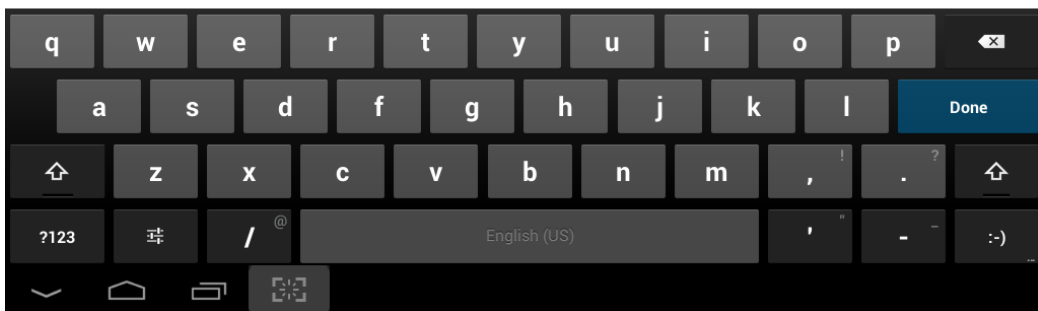 q w e r t y u i o p
a s d f g h j k l Done
z x c v b n m , ! . ?
?123 / @ English (US) ' " - _ :-) ...